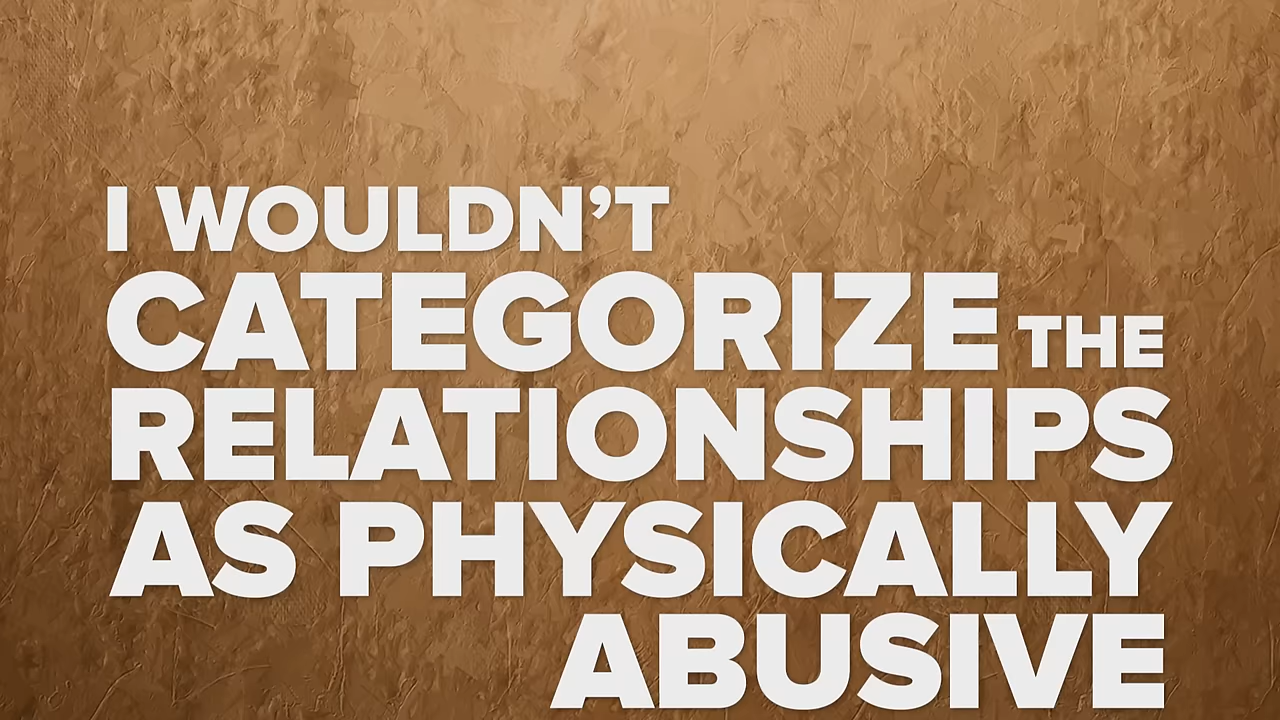 I WOULDN’T
CATEGORIZE THE
RELATIONSHIPS
AS PHYSICALLY
ABUSIVE